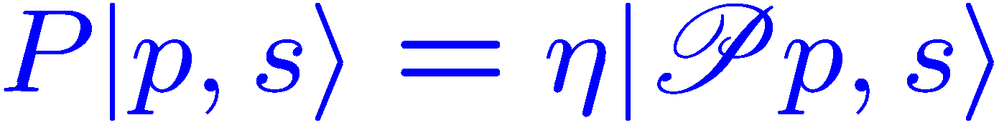 P|p, s⟩ = η|𝒫p, s⟩